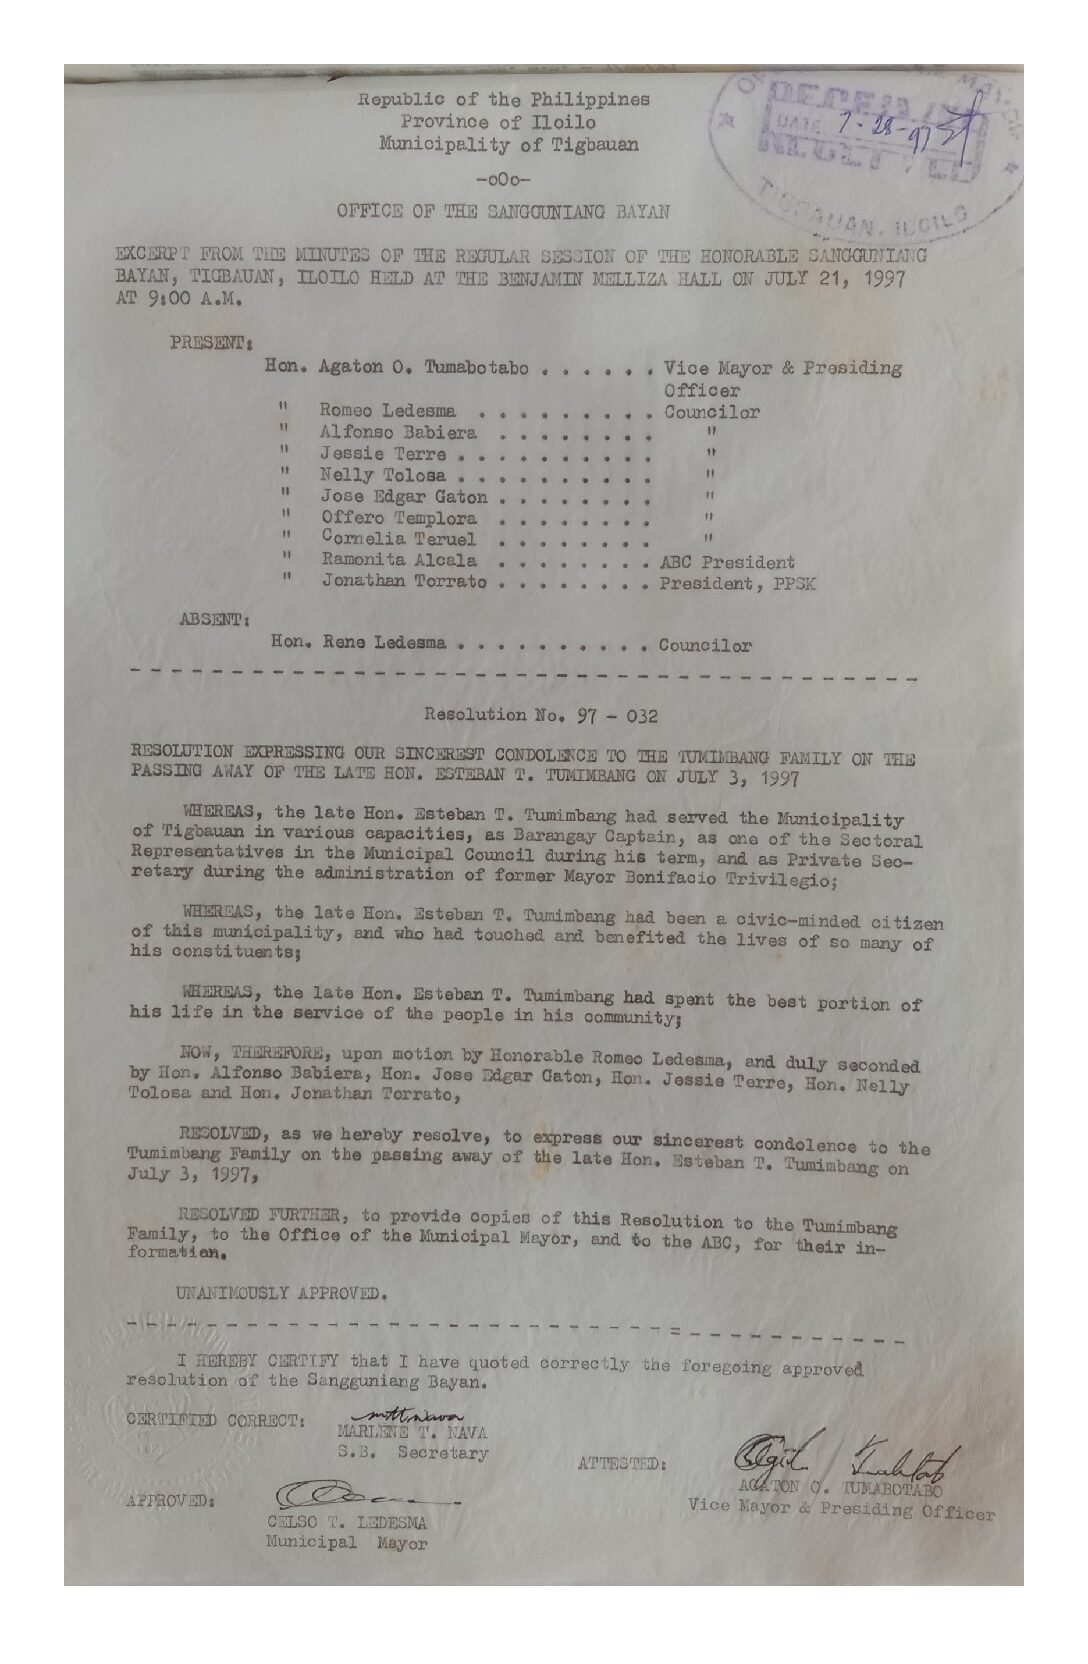 Republic of the Philippines
Province of Iloilo
Municipality of Tigbauan
-oOo-
OFFICE OF THE SANGGUNIANG BAYAN
DATE 7-28-97
RECEIVED
TIGBAUAN, ILOILO
EXCERPT FROM THE MINUTES OF THE REGULAR SESSION OF THE HONORABLE SANGGUNIANG
BAYAN, TIGBAUAN, ILOILO HELD AT THE BENJAMIN MELLIZA HALL ON JULY 21, 1997
AT 9:00 A.M.
PRESENT:
Hon. Agaton O. Tumabotabo . . . . . . Vice Mayor & Presiding
Officer
" Romeo Ledesma . . . . . . . . . Councilor
" Alfonso Babiera . . . . . . . . "
" Jessie Terre . . . . . . . . . . "
" Nelly Tolosa . . . . . . . . . . "
" Jose Edgar Gaton . . . . . . . . "
" Offero Templora . . . . . . . . "
" Cornelia Teruel . . . . . . . . "
" Ramonita Alcala . . . . . . . . ABC President
" Jonathan Torrato . . . . . . . . President, PPSK
ABSENT:
Hon. Rene Ledesma . . . . . . . . . . Councilor
Resolution No. 97 - 032
RESOLUTION EXPRESSING OUR SINCEREST CONDOLENCE TO THE TUMIMBANG FAMILY ON THE
PASSING AWAY OF THE LATE HON. ESTEBAN T. TUMIMBANG ON JULY 3, 1997
WHEREAS, the late Hon. Esteban T. Tumimbang had served the Municipality
of Tigbauan in various capacities, as Barangay Captain, as one of the Sectoral
Representatives in the Municipal Council during his term, and as Private Sec-
retary during the administration of former Mayor Bonifacio Trivilegio;
WHEREAS, the late Hon. Esteban T. Tumimbang had been a civic-minded citizen
of this municipality, and who had touched and benefited the lives of so many of
his constituents;
WHEREAS, the late Hon. Esteban T. Tumimbang had spent the best portion of
his life in the service of the people in his community;
NOW, THEREFORE, upon motion by Honorable Romeo Ledesma, and duly seconded
by Hon. Alfonso Babiera, Hon. Jose Edgar Gaton, Hon. Jessie Terre, Hon. Nelly
Tolosa and Hon. Jonathan Torrato,
RESOLVED, as we hereby resolve, to express our sincerest condolence to the
Tumimbang Family on the passing away of the late Hon. Esteban T. Tumimbang on
July 3, 1997,
RESOLVED FURTHER, to provide copies of this Resolution to the Tumimbang
Family, to the Office of the Municipal Mayor, and to the ABC, for their in-
formation.
UNANIMOUSLY APPROVED.
I HEREBY CERTIFY that I have quoted correctly the foregoing approved
resolution of the Sangguniang Bayan.
CERTIFIED CORRECT:
MARLENE T. NAVA
S.B. Secretary
ATTESTED:
AGATON O. TUMABOTABO
Vice Mayor & Presiding Officer
APPROVED:
CELSO T. LEDESMA
Municipal Mayor